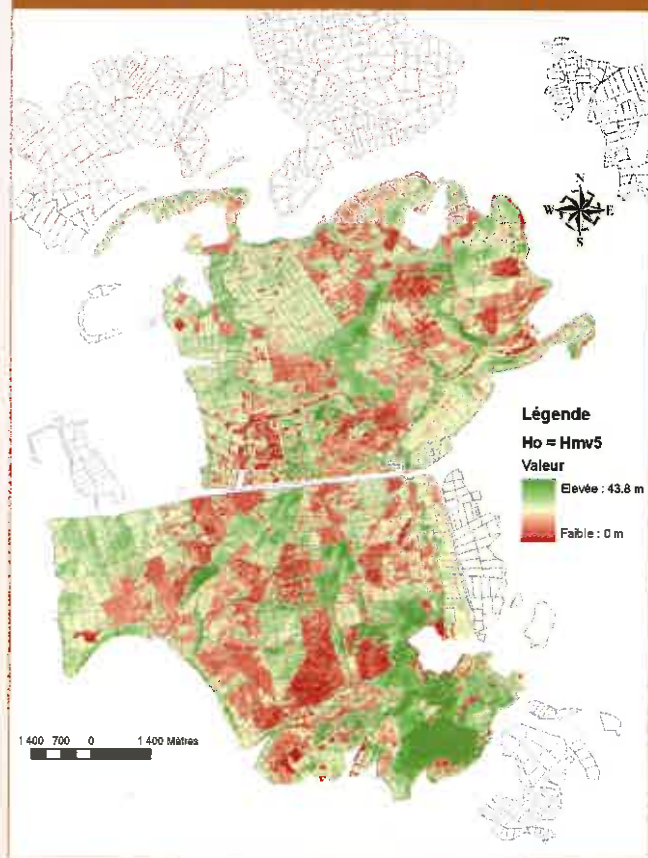 N
W E
S
Légende
Ho = Hmv5
Valeur
Elevée : 43.8 m
Faible : 0 m
1 400 700 0 1 400 Mètres